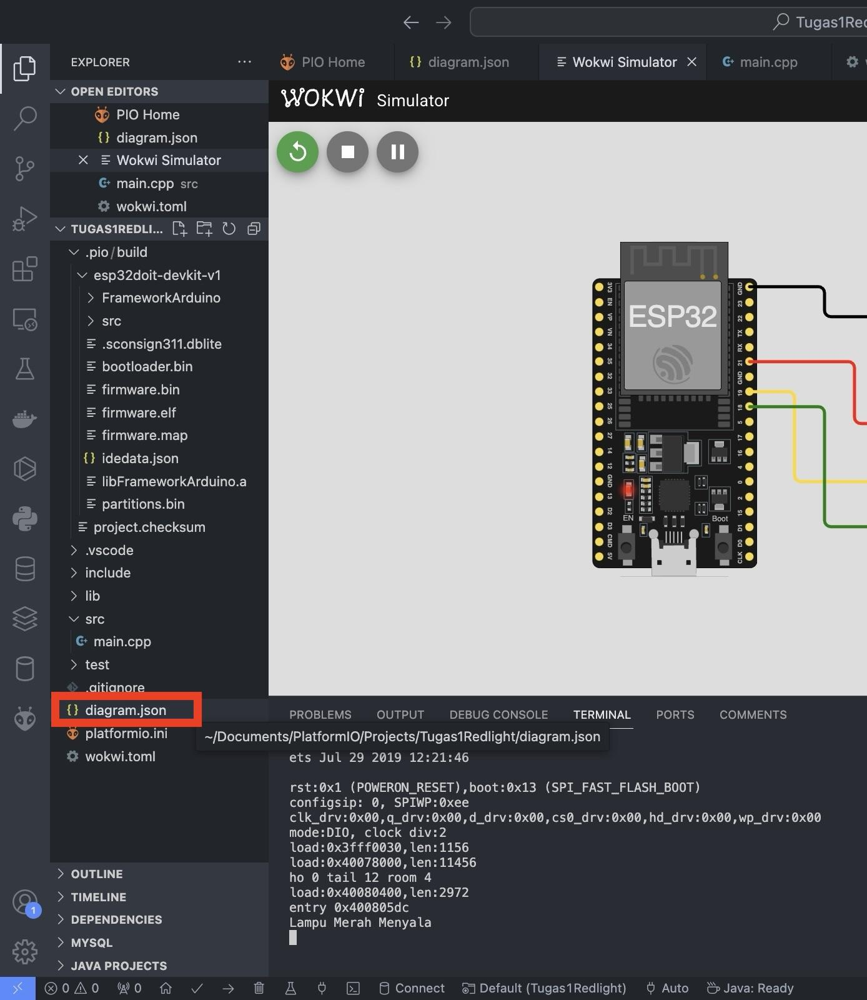 Tugas1Red
EXPLORER
PIO Home
diagram.json
Wokwi Simulator
main.cpp
OPEN EDITORS
PIO Home
diagram.json
Wokwi Simulator
main.cpp src
wokwi.toml
TUGAS1REDLI...
.pio/build
esp32doit-devkit-v1
FrameworkArduino
src
.sconsign311.dblite
bootloader.bin
firmware.bin
firmware.elf
firmware.map
idedata.json
libFrameworkArduino.a
partitions.bin
project.checksum
.vscode
include
lib
src
main.cpp
test
.gitignore
diagram.json
platformio.ini
wokwi.toml
OUTLINE
TIMELINE
DEPENDENCIES
MYSQL
JAVA PROJECTS
1
WOKWi Simulator
ESP32
3V3
EN
VP
VN
34
35
32
33
25
26
27
14
12
GND
13
D2
D3
CMD
5V
GND
23
22
TX
RX
21
GND
19
18
5
17
16
4
0
2
15
D1
D0
CLK
EN
Boot
PROBLEMS OUTPUT DEBUG CONSOLE TERMINAL PORTS COMMENTS
~/Documents/PlatformIO/Projects/Tugas1Redlight/diagram.json
ets Jul 29 2019 12:21:46
rst:0x1 (POWERON_RESET),boot:0x13 (SPI_FAST_FLASH_BOOT)
configsip: 0, SPIWP:0xee
clk_drv:0x00,q_drv:0x00,d_drv:0x00,cs0_drv:0x00,hd_drv:0x00,wp_drv:0x00
mode:DIO, clock div:2
load:0x3fff0030,len:1156
load:0x40078000,len:11456
ho 0 tail 12 room 4
load:0x40080400,len:2972
entry 0x400805dc
Lampu Merah Menyala
0 0 0 Connect Default (Tugas1Redlight) Auto Java: Ready